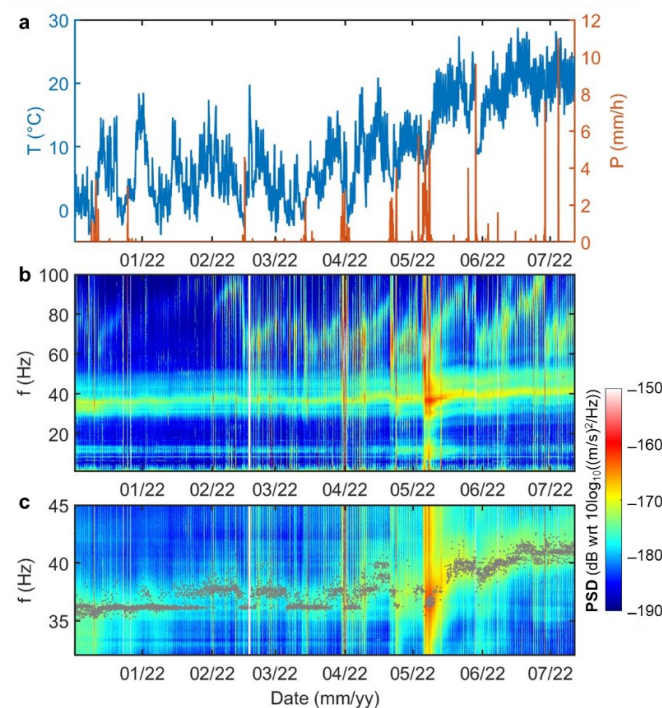 a
T (°C)
30
20
10
0
P (mm/h)
12
10
8
6
4
2
0
01/22 02/22 03/22 04/22 05/22 06/22 07/22
b
f (Hz)
100
80
60
40
20
01/22 02/22 03/22 04/22 05/22 06/22 07/22
c
f (Hz)
45
40
35
01/22 02/22 03/22 04/22 05/22 06/22 07/22
Date (mm/yy)
PSD (dB wrt 10log₁₀((m/s)²/Hz))
−150
−160
−170
−180
−190